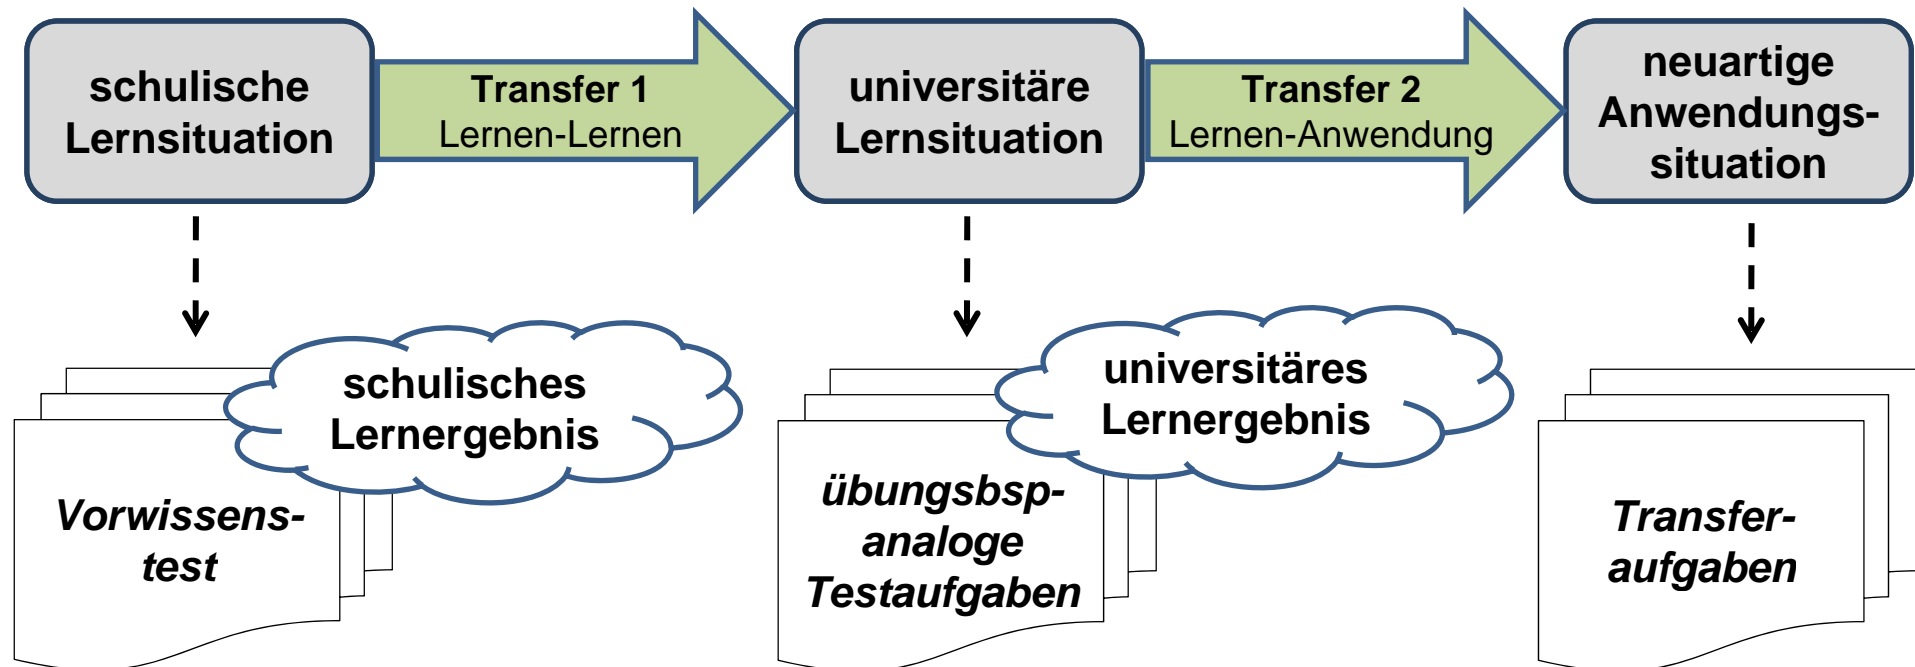 schulische
Lernsituation
Transfer 1
Lernen-Lernen
universitäre
Lernsituation
Transfer 2
Lernen-Anwendung
neuartige
Anwendungs-
situation
schulisches
Lernergebnis
universitäres
Lernergebnis
Vorwissens-
test
übungsbsp-
analoge
Testaufgaben
Transfer-
aufgaben